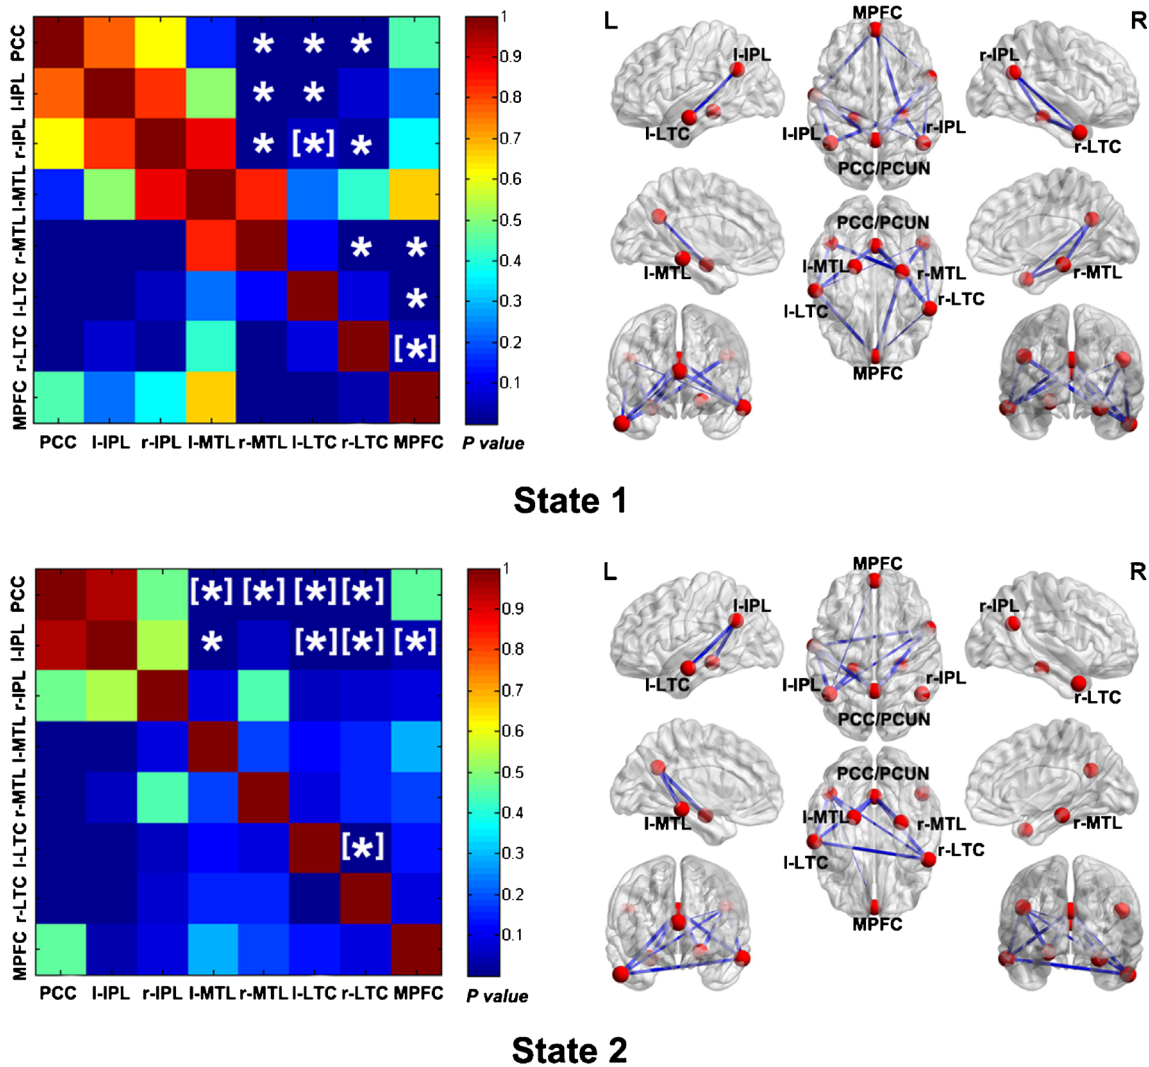 PCC l-IPL r-IPL l-MTL r-MTL l-LTC r-LTC MPFC
* * *
* *
* [*] *
* *
*
[*]
PCC l-IPL r-IPL l-MTL r-MTL l-LTC r-LTC MPFC
1
0.9
0.8
0.7
0.6
0.5
0.4
0.3
0.2
0.1
P value
L
R
MPFC
l-IPL
l-LTC
l-IPL
r-IPL
PCC/PCUN
r-IPL
r-LTC
l-MTL
PCC/PCUN
l-MTL
r-MTL
l-LTC
r-LTC
MPFC
r-MTL
State 1
PCC l-IPL r-IPL l-MTL r-MTL l-LTC r-LTC MPFC
[*] [*] [*] [*]
* [*] [*] [*]
[*]
PCC l-IPL r-IPL l-MTL r-MTL l-LTC r-LTC MPFC
1
0.9
0.8
0.7
0.6
0.5
0.4
0.3
0.2
0.1
P value
L
R
MPFC
l-IPL
l-LTC
l-IPL
r-IPL
PCC/PCUN
r-IPL
r-LTC
l-MTL
PCC/PCUN
l-MTL
r-MTL
l-LTC
r-LTC
MPFC
r-MTL
State 2